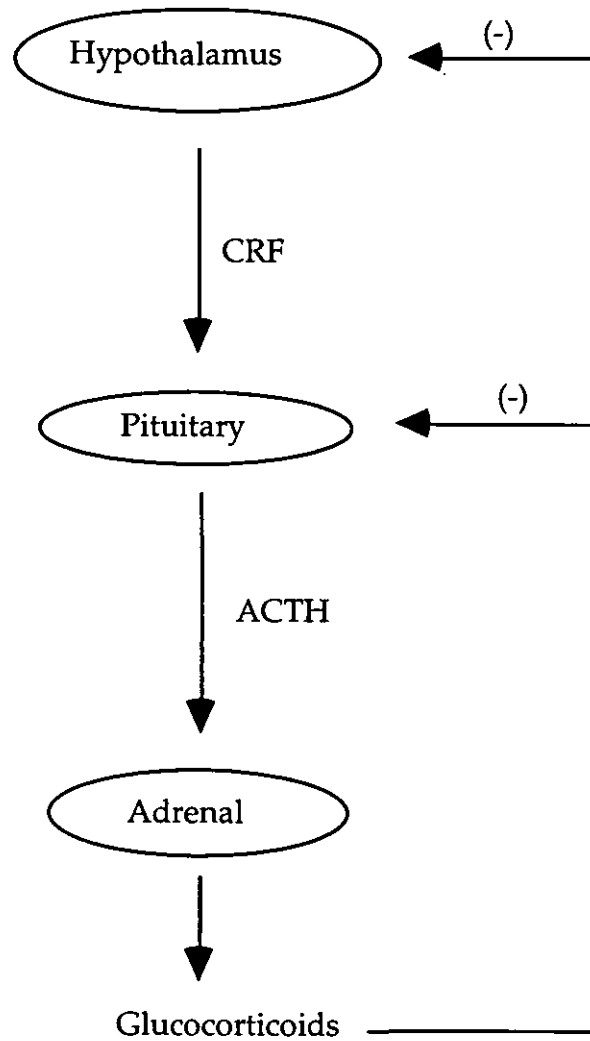 Hypothalamus
(-)
CRF
Pituitary
(-)
ACTH
Adrenal
Glucocorticoids